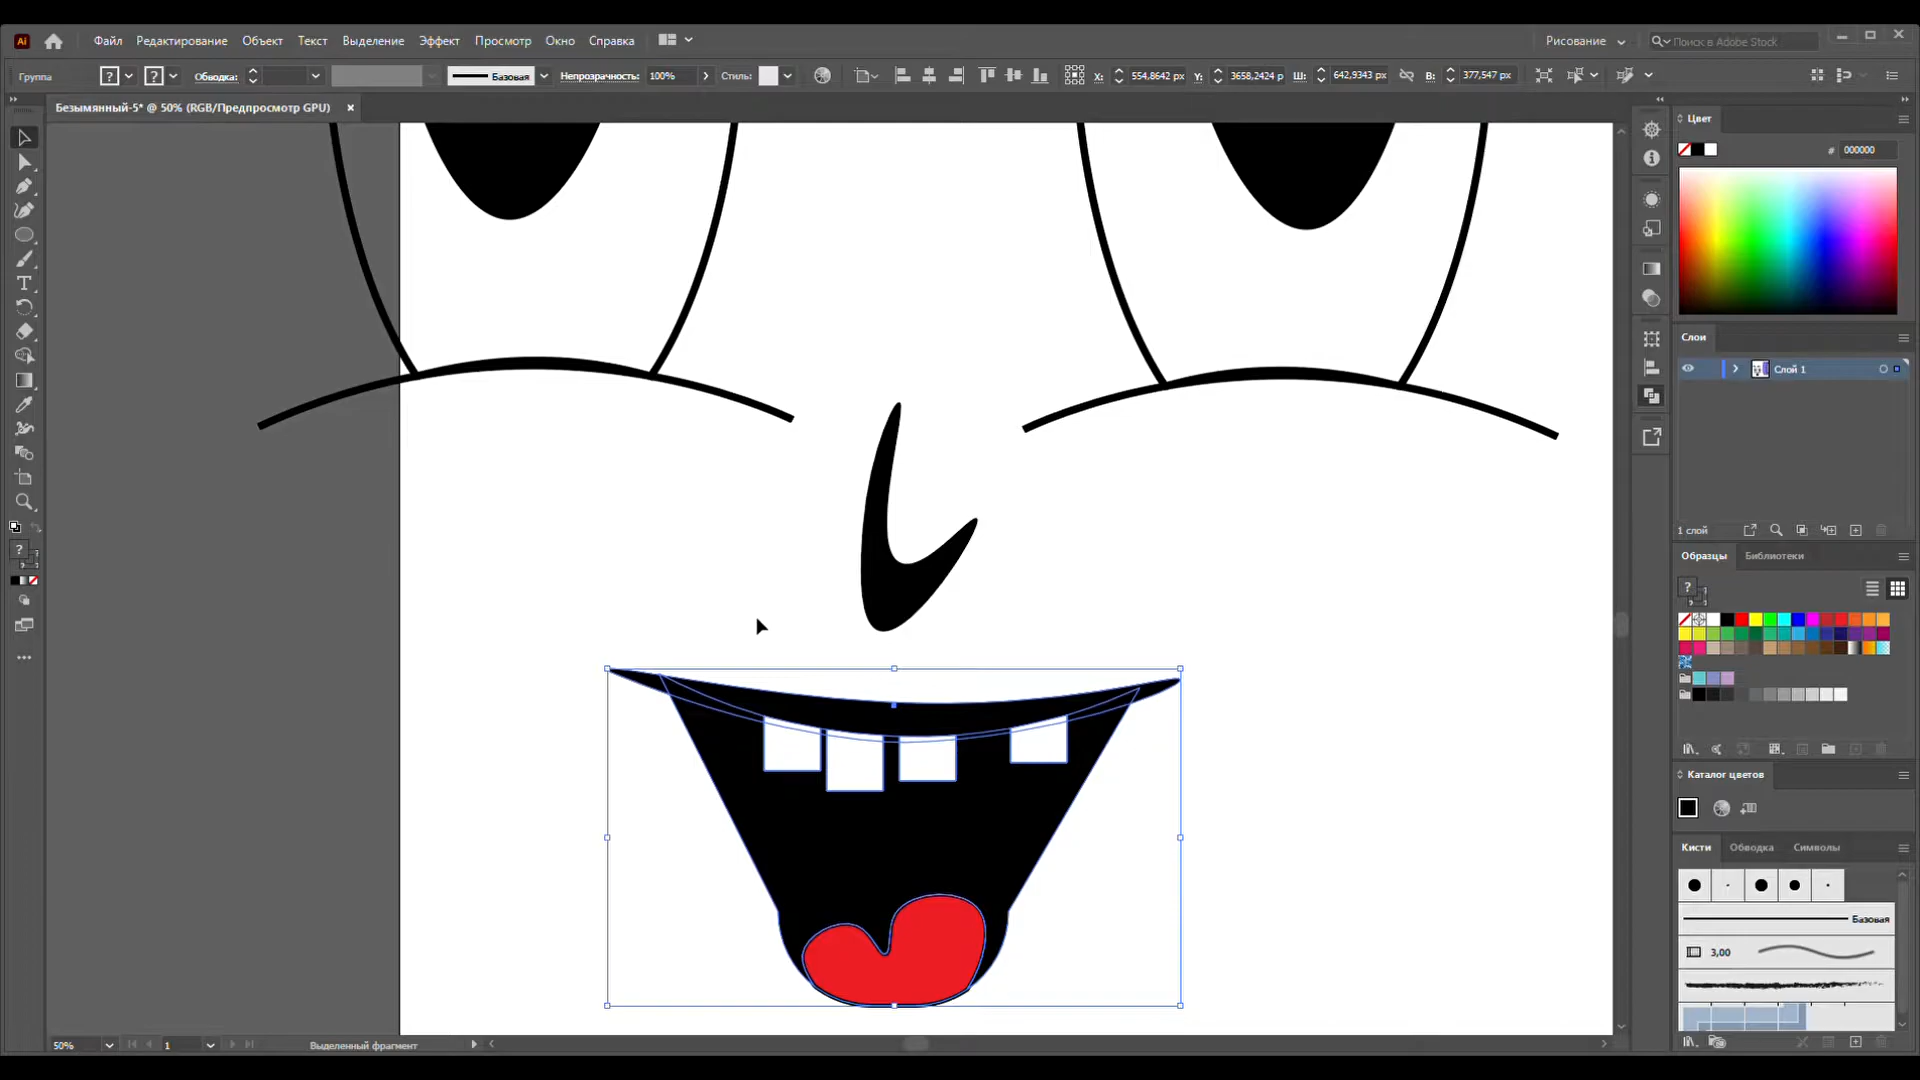 Ai Файл Редактирование Объект Текст Выделение Эффект Просмотр Окно Справка Рисование Поиск в Adobe Stock
Группа ? ? Обводка: Базовая Непрозрачность: 100% Стиль: X: 554,8642 px Y: 3658,2424 p Ш: 642,9343 px В: 377,547 px
Безымянный-5* @ 50% (RGB/Предпросмотр GPU) ×
Цвет
# 000000
Слои
Слой 1
1 слой
Образцы Библиотеки
?
?
Каталог цветов
Кисти Обводка Символы
Базовая
3,00
50% 1 Выделенный фрагмент